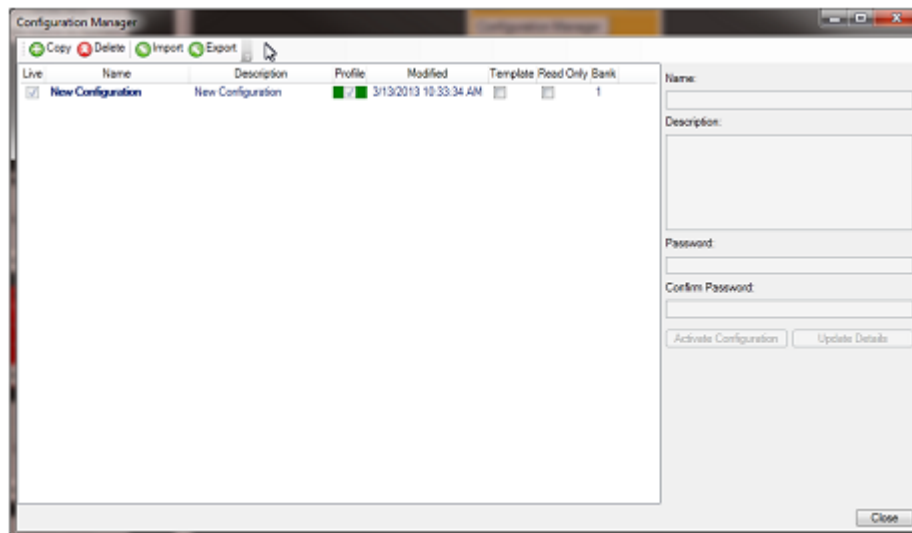 Configuration Manager
Configuration Manager
Copy Delete Import Export
Live Name Description Profile Modified Template Read Only Bank
New Configuration New Configuration 3/13/2013 10:33:34 AM 1
Name:
Description:
Password:
Confirm Password:
Activate Configuration Update Details
Close